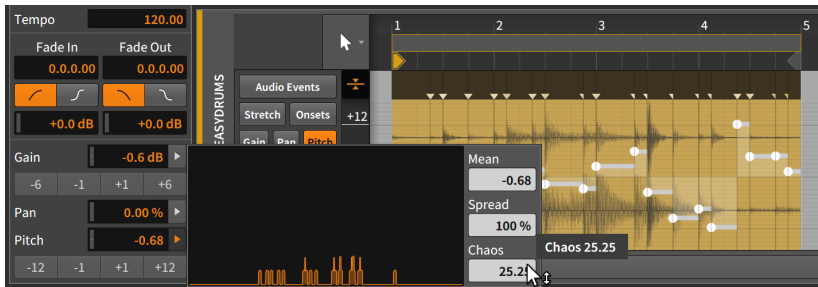 Tempo
120.00
Fade In
Fade Out
0.0.0.00
0.0.0.00
+0.0 dB
+0.0 dB
Gain
-0.6 dB
-6
-1
+1
+6
Pan
0.00 %
Pitch
-0.68
-12
-1
+1
+12
EASYDRUMS
Audio Events
Stretch
Onsets
Gain
Pan
Pitch
+12
1
2
3
4
5
Mean
-0.68
Spread
100 %
Chaos
25.25
Chaos 25.25